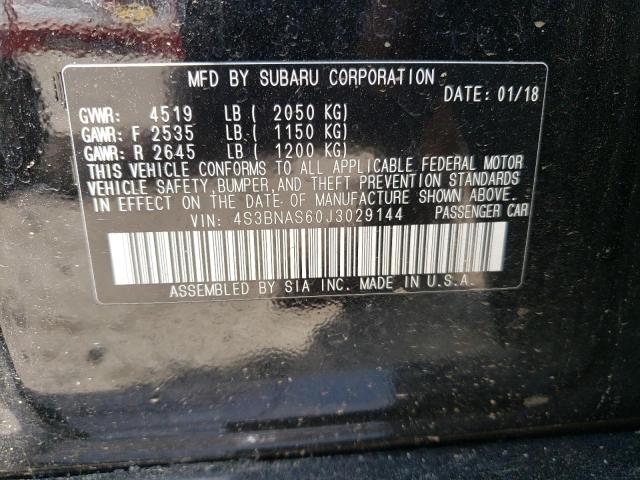 MFD BY SUBARU CORPORATION
DATE: 01/18
GVWR: 4519 LB ( 2050 KG)
GAWR: F 2535 LB ( 1150 KG)
GAWR: R 2645 LB ( 1200 KG)
THIS VEHICLE CONFORMS TO ALL APPLICABLE FEDERAL MOTOR
VEHICLE SAFETY, BUMPER, AND THEFT PREVENTION STANDARDS
IN EFFECT ON THE DATE OF MANUFACTURE SHOWN ABOVE.
VIN: 4S3BNAS60J3029144 PASSENGER CAR
ASSEMBLED BY SIA INC. MADE IN U.S.A.